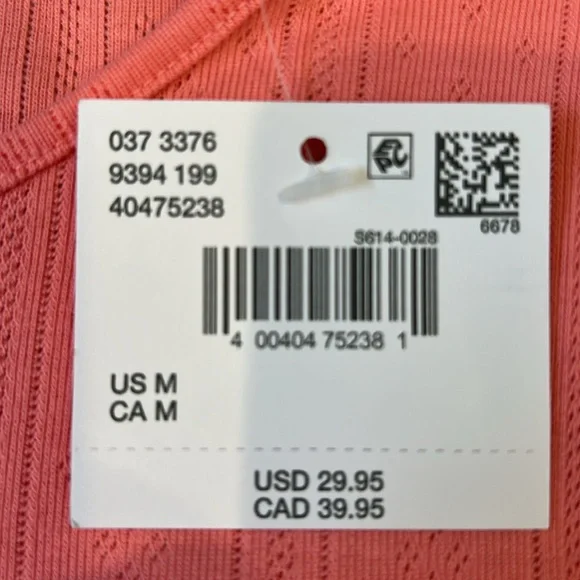 037 3376
9394 199
40475238
6678
S614-0028
4 00404 75238 1
US M
CA M
USD 29.95
CAD 39.95